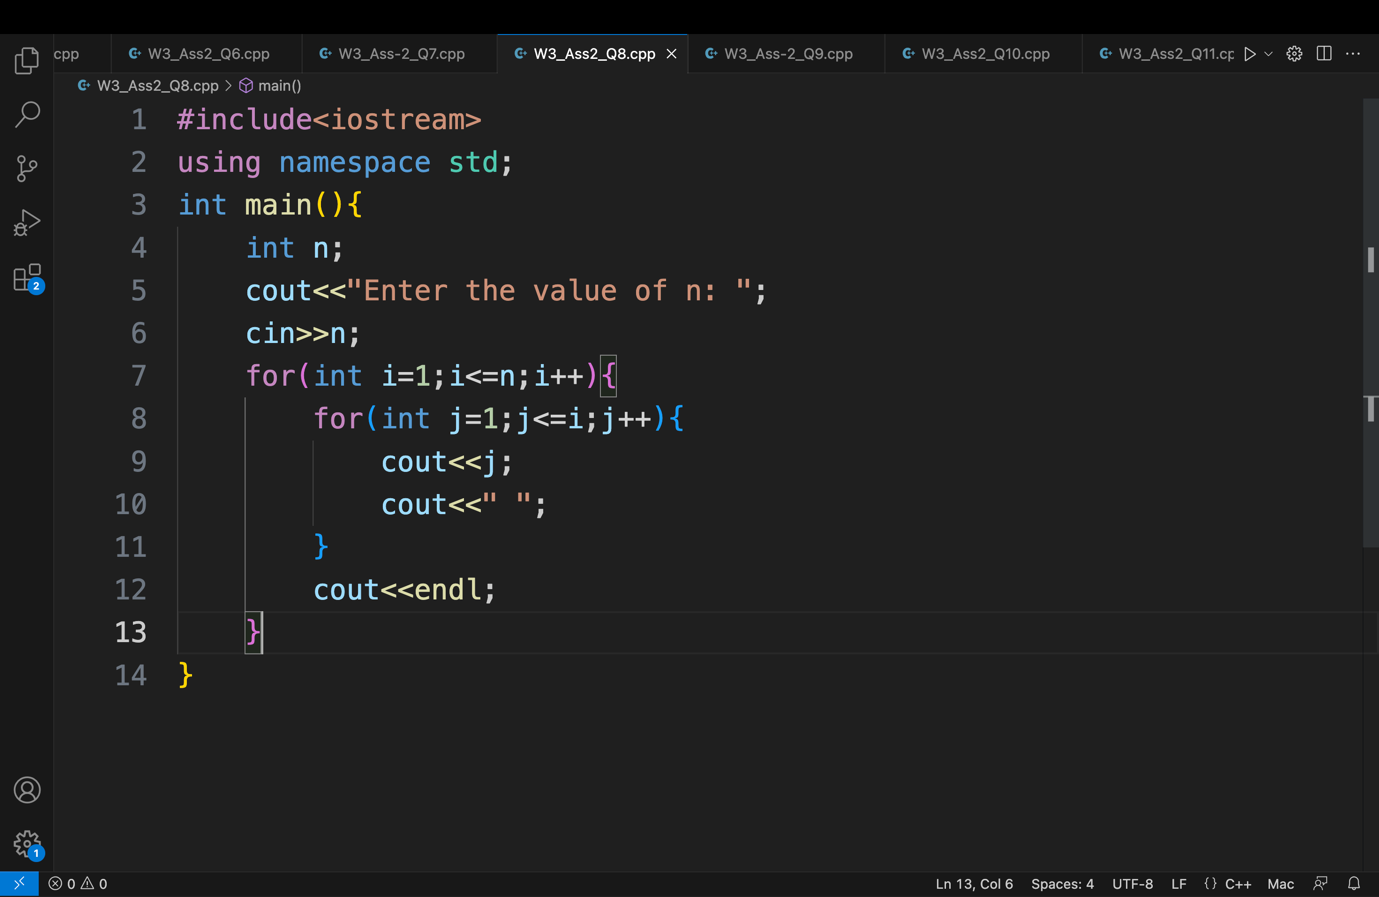 cpp W3_Ass2_Q6.cpp W3_Ass-2_Q7.cpp W3_Ass2_Q8.cpp W3_Ass-2_Q9.cpp W3_Ass2_Q10.cpp W3_Ass2_Q11.cp
W3_Ass2_Q8.cpp > main()
1 #include<iostream>
2 using namespace std;
3 int main(){
4     int n;
5     cout<<"Enter the value of n: ";
6     cin>>n;
7     for(int i=1;i<=n;i++){
8         for(int j=1;j<=i;j++){
9             cout<<j;
10             cout<<" ";
11         }
12         cout<<endl;
13     }
14 }
2
1
0 0 Ln 13, Col 6 Spaces: 4 UTF-8 LF {} C++ Mac